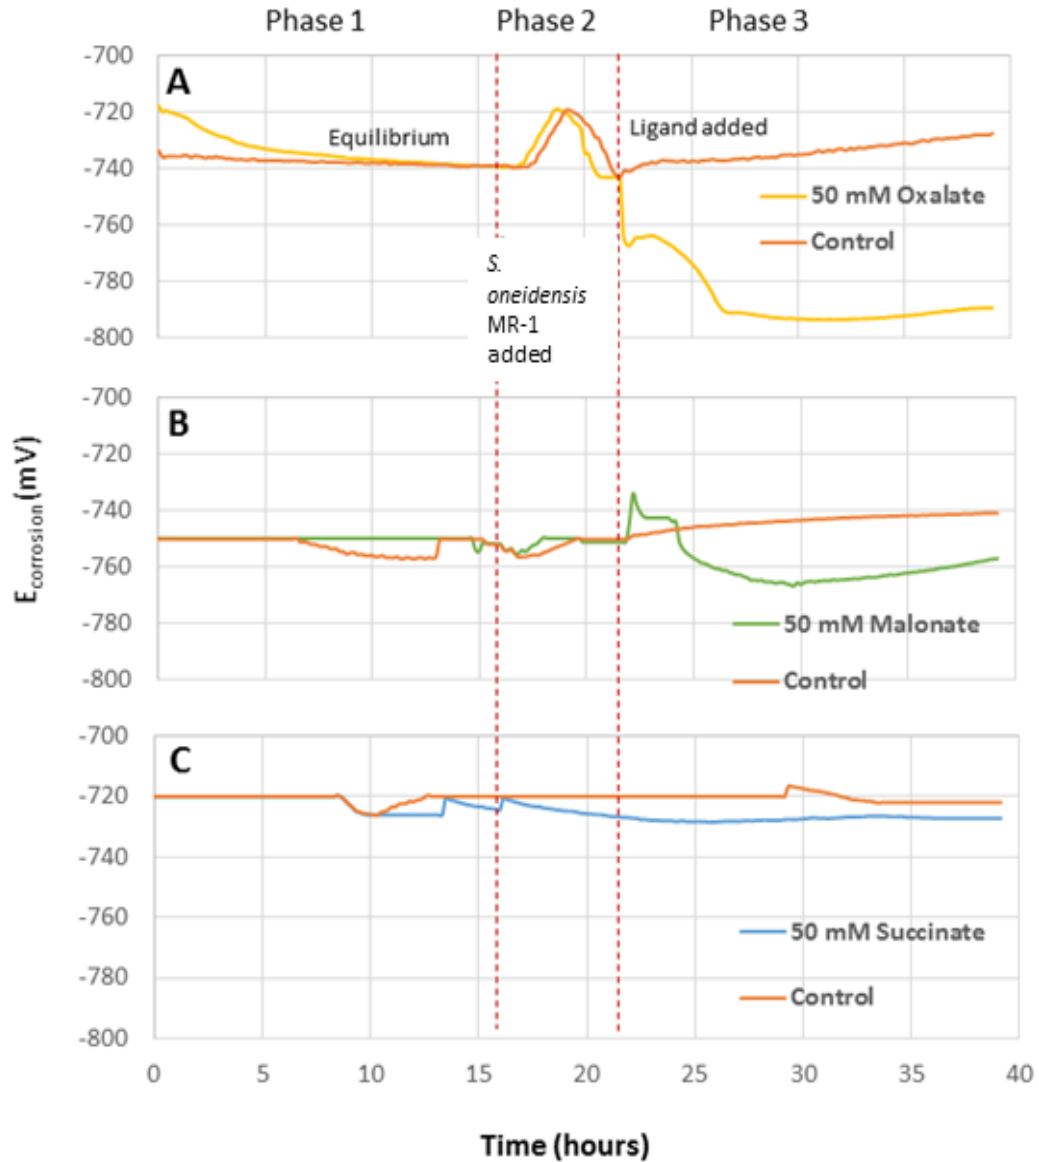 Phase 1 Phase 2 Phase 3
-700
A
-720
Equilibrium
Ligand added
-740
50 mM Oxalate
-760
Control
S.
oneidensis
MR-1
added
-780
-800
-700
B
-720
-740
-760
50 mM Malonate
-780
Control
-800
E corrosion (mV)
-700
C
-720
-740
-760
50 mM Succinate
-780
Control
-800
0 5 10 15 20 25 30 35 40
Time (hours)